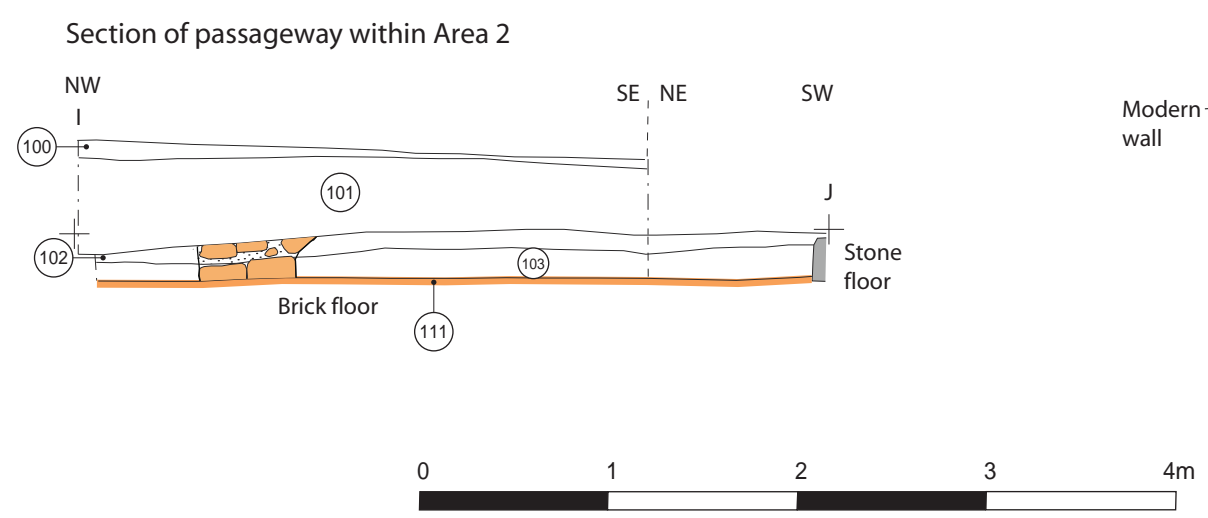 Section of passageway within Area 2
NW
SE NE
SW
I
Modern
wall
100
101
J
102
103
Stone
floor
Brick floor
111
0 1 2 3 4m